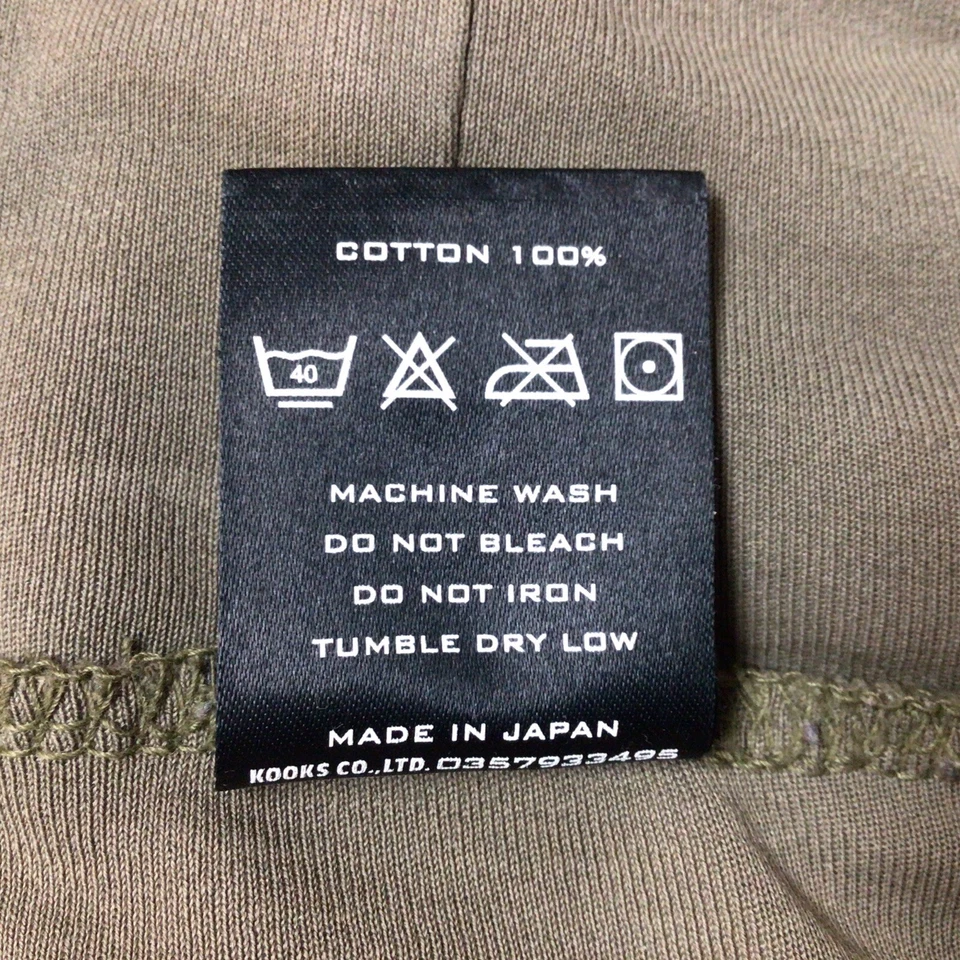 COTTON 100%
40
MACHINE WASH
DO NOT BLEACH
DO NOT IRON
TUMBLE DRY LOW
MADE IN JAPAN
KOOKS CO.,LTD. 0357933495